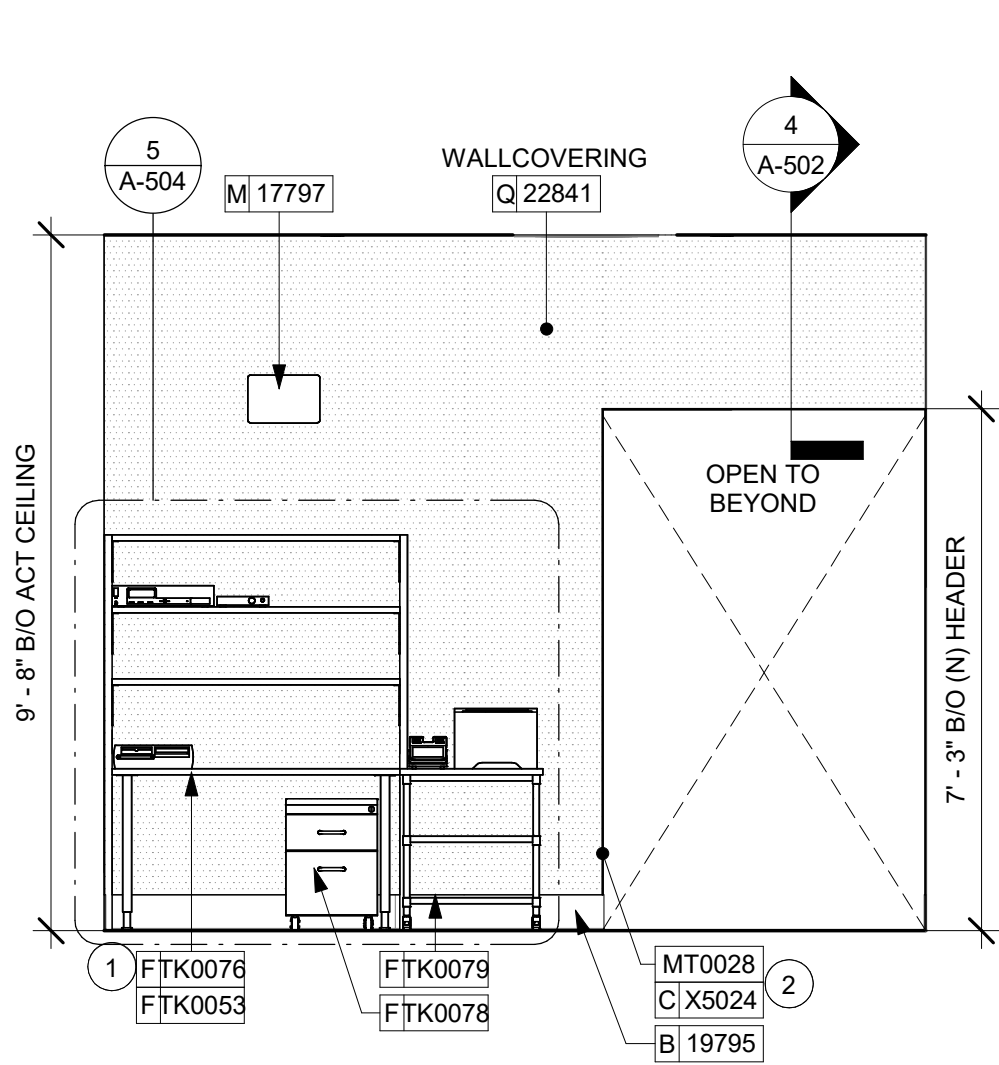 5
A-504
4
A-502
WALLCOVERING
M 17797
Q 22841
9' - 8" B/O ACT CEILING
OPEN TO
BEYOND
7' - 3" B/O (N) HEADER
1
F TK0076
F TK0053
F TK0079
F TK0078
MT0028
C X5024
2
B 19795